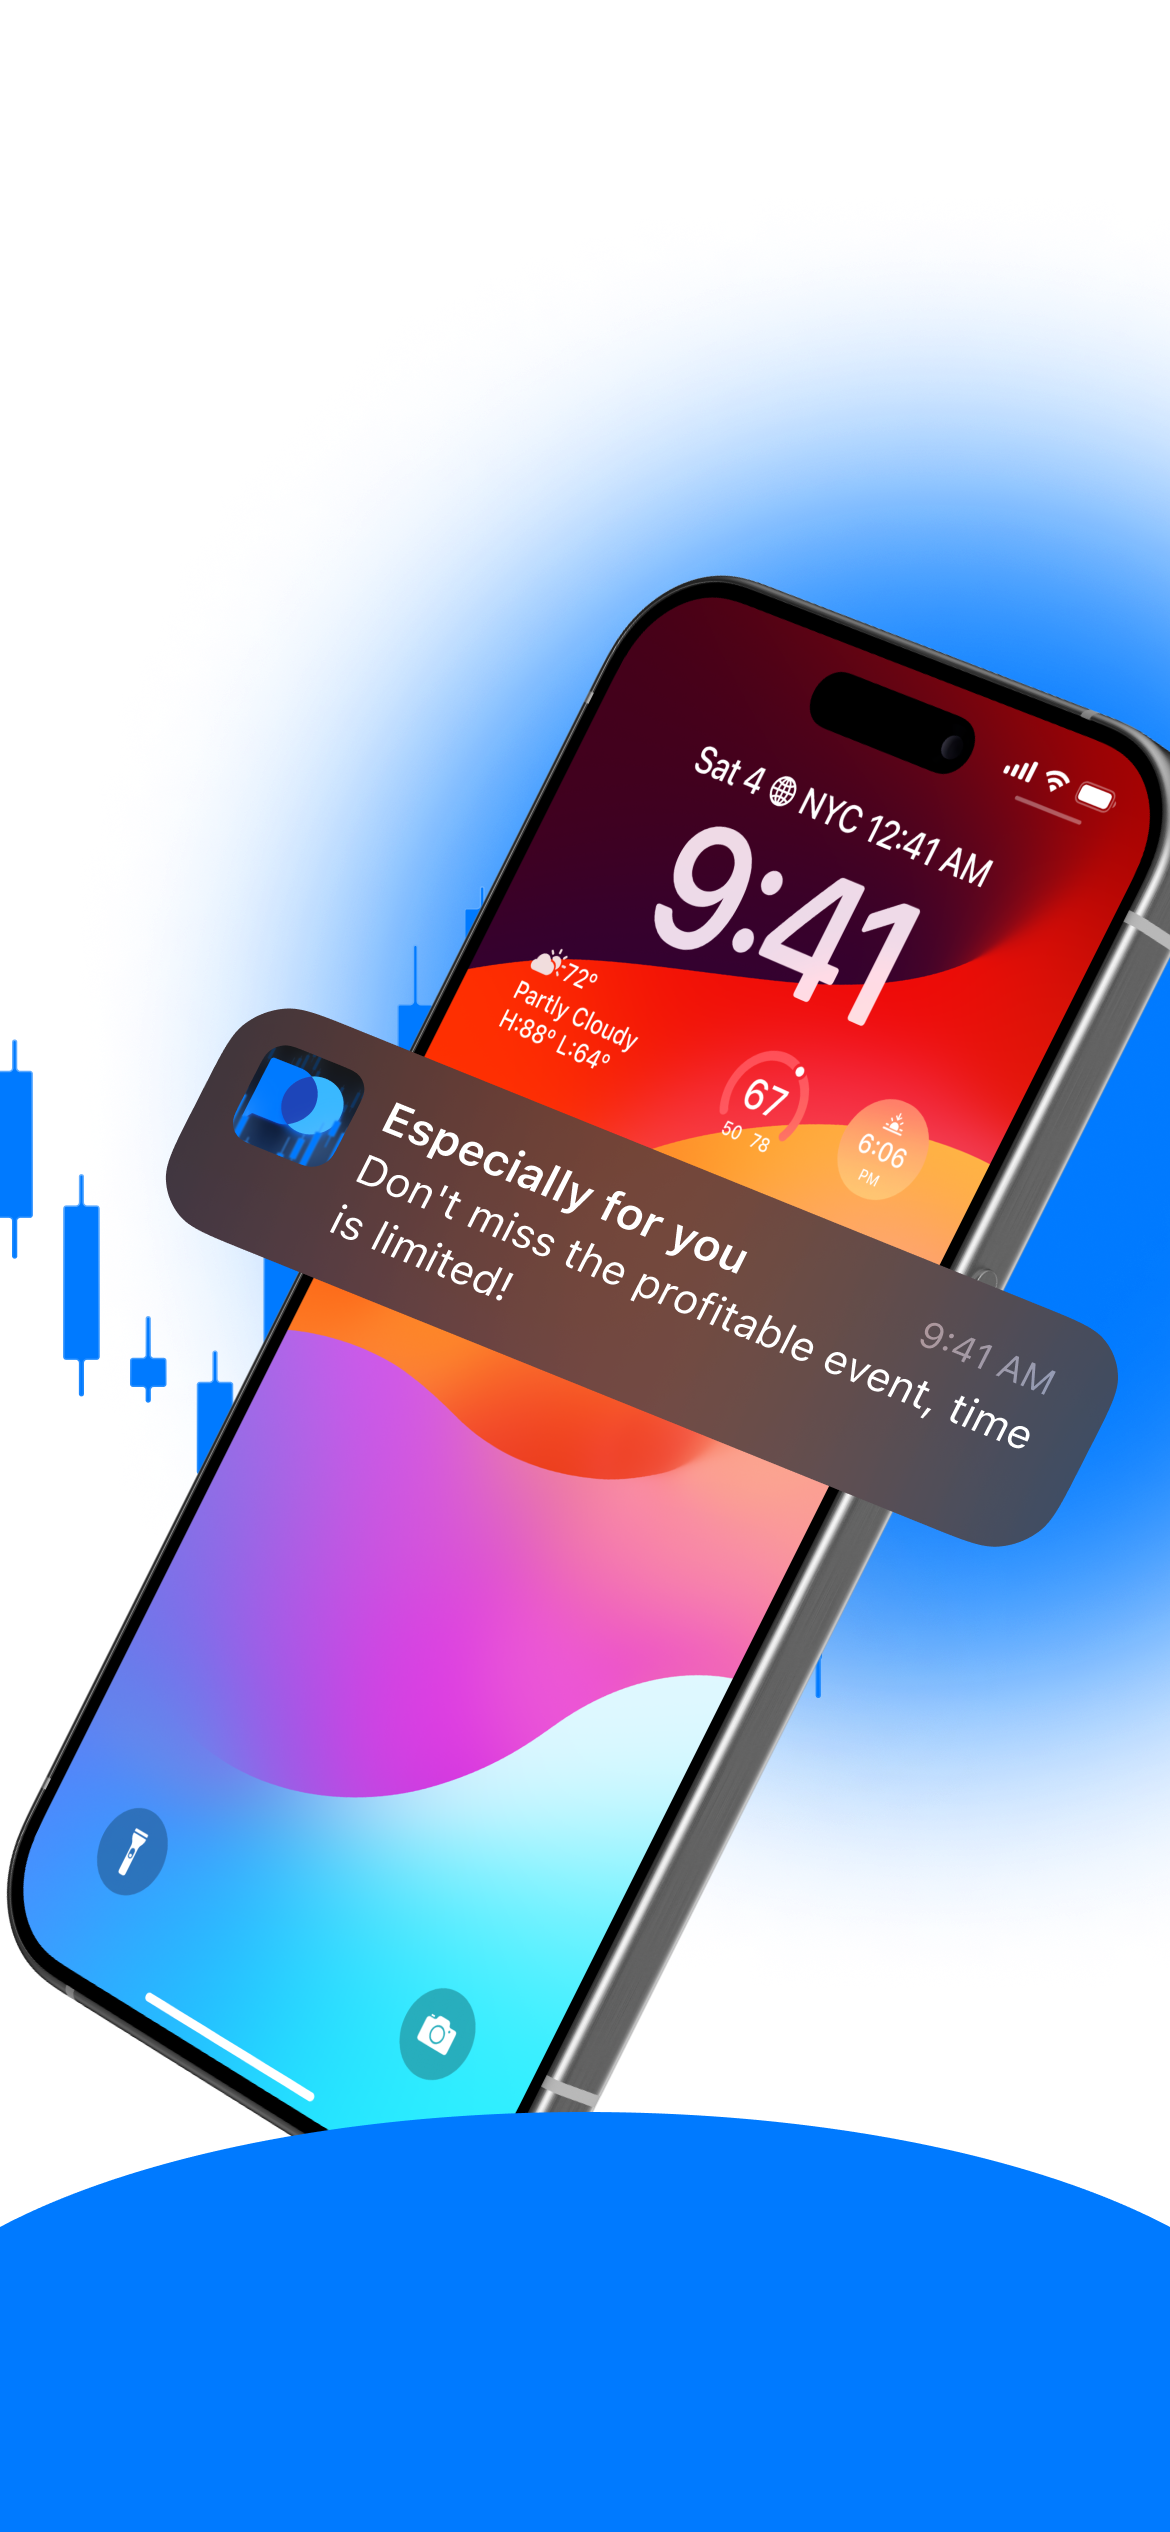 Sat 4 NYC 12:41 AM
9:41
72°
Partly Cloudy
H:88° L:64°
67
50 78
6:06
PM
Especially for you
9:41 AM
Don't miss the profitable event, time
is limited!